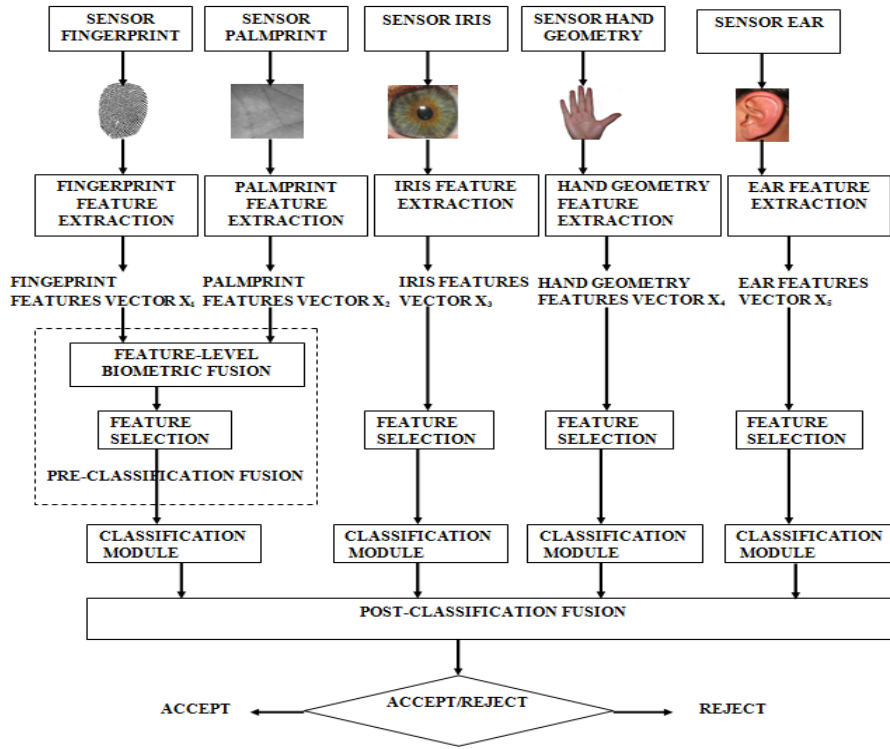 SENSOR
FINGERPRINT
SENSOR
PALMPRINT
SENSOR IRIS
SENSOR HAND
GEOMETRY
SENSOR EAR
FINGERPRINT
FEATURE
EXTRACTION
PALMPRINT
FEATURE
EXTRACTION
IRIS FEATURE
EXTRACTION
HAND GEOMETRY
FEATURE
EXTRACTION
EAR FEATURE
EXTRACTION
FINGEPRINT
FEATURES VECTOR X₁
PALMPRINT
FEATURES VECTOR X₂
IRIS FEATURES
VECTOR X₃
HAND GEOMETRY
FEATURES VECTOR X₄
EAR FEATURES
VECTOR X₅
FEATURE-LEVEL
BIOMETRIC FUSION
FEATURE
SELECTION
FEATURE
SELECTION
FEATURE
SELECTION
FEATURE
SELECTION
PRE-CLASSIFICATION FUSION
CLASSIFICATION
MODULE
CLASSIFICATION
MODULE
CLASSIFICATION
MODULE
CLASSIFICATION
MODULE
POST-CLASSIFICATION FUSION
ACCEPT
ACCEPT/REJECT
REJECT